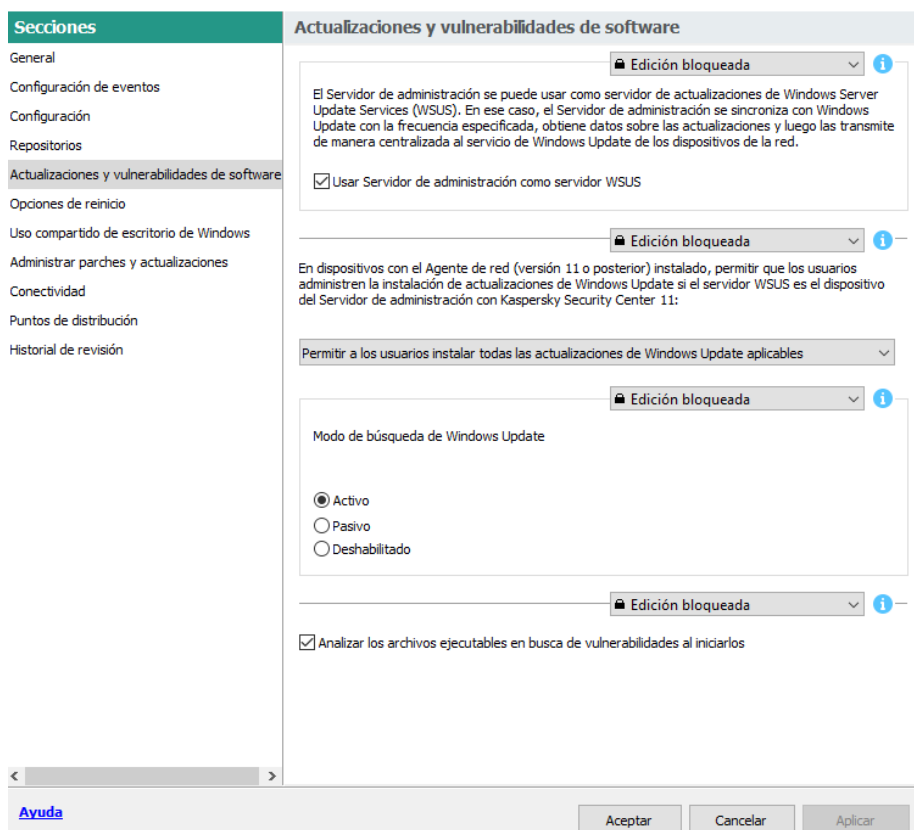 Secciones
General
Configuración de eventos
Configuración
Repositorios
Actualizaciones y vulnerabilidades de software
Opciones de reinicio
Uso compartido de escritorio de Windows
Administrar parches y actualizaciones
Conectividad
Puntos de distribución
Historial de revisión
Actualizaciones y vulnerabilidades de software
Edición bloqueada
El Servidor de administración se puede usar como servidor de actualizaciones de Windows Server
Update Services (WSUS). En ese caso, el Servidor de administración se sincroniza con Windows
Update con la frecuencia especificada, obtiene datos sobre las actualizaciones y luego las transmite
de manera centralizada al servicio de Windows Update de los dispositivos de la red.
Usar Servidor de administración como servidor WSUS
Edición bloqueada
En dispositivos con el Agente de red (versión 11 o posterior) instalado, permitir que los usuarios
administren la instalación de actualizaciones de Windows Update si el servidor WSUS es el dispositivo
del Servidor de administración con Kaspersky Security Center 11:
Permitir a los usuarios instalar todas las actualizaciones de Windows Update aplicables
Edición bloqueada
Modo de búsqueda de Windows Update
Activo
Pasivo
Deshabilitado
Edición bloqueada
Analizar los archivos ejecutables en busca de vulnerabilidades al iniciarlos
Ayuda
Aceptar
Cancelar
Aplicar